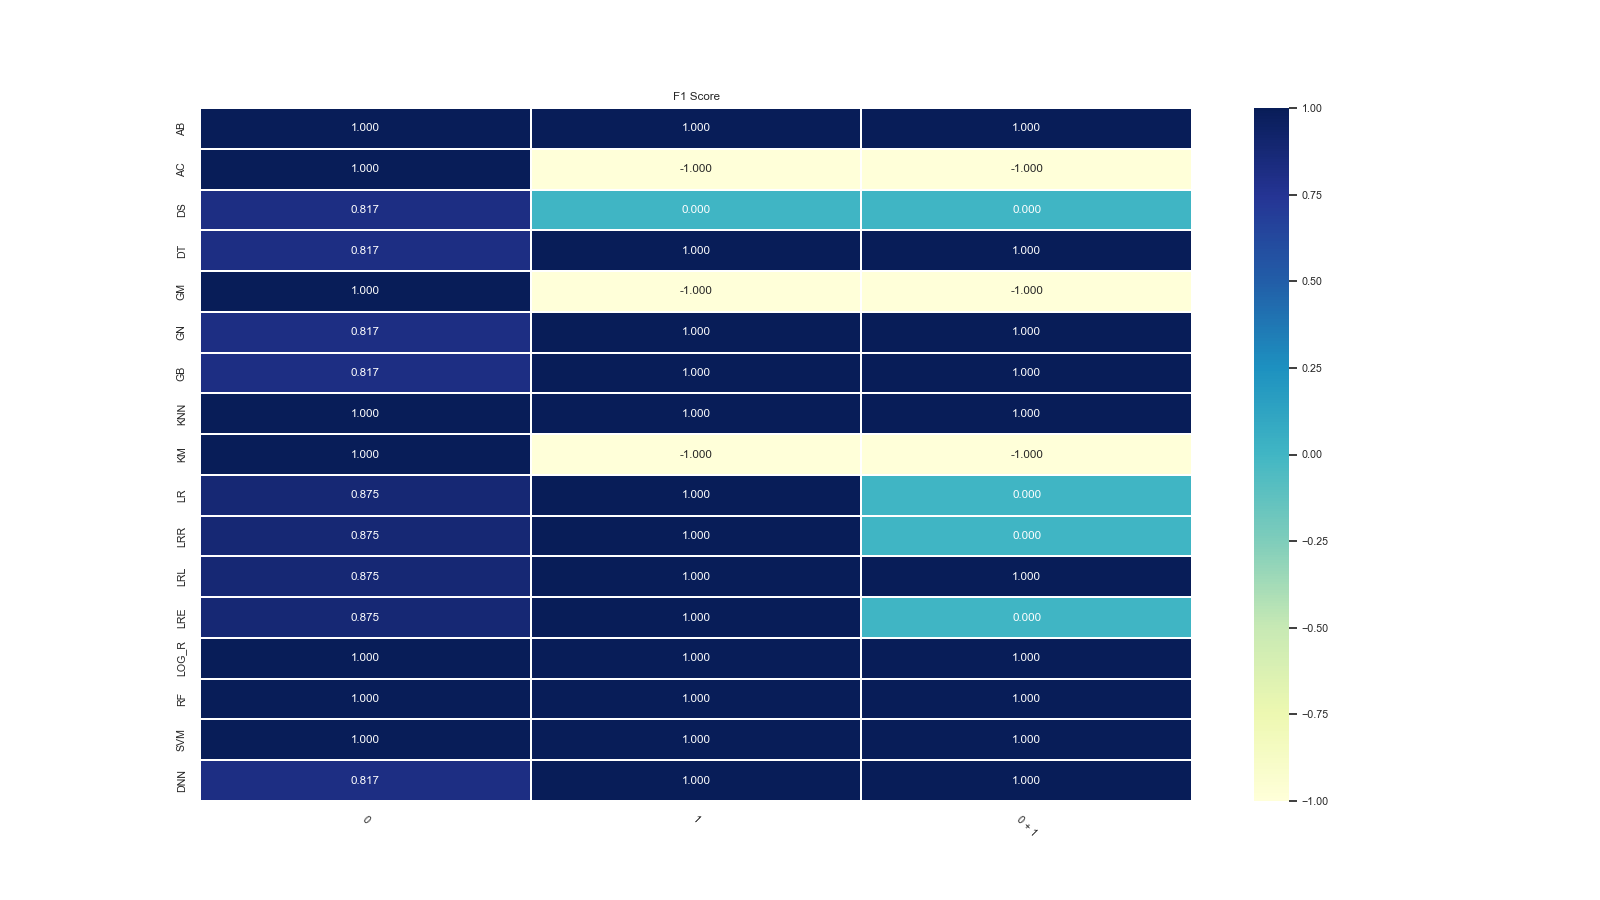 F1 Score
AB 1.000 1.000 1.000
AC 1.000 -1.000 -1.000
DS 0.817 0.000 0.000
DT 0.817 1.000 1.000
GM 1.000 -1.000 -1.000
GN 0.817 1.000 1.000
GB 0.817 1.000 1.000
KNN 1.000 1.000 1.000
KM 1.000 -1.000 -1.000
LR 0.875 1.000 0.000
LRR 0.875 1.000 0.000
LRL 0.875 1.000 1.000
LRE 0.875 1.000 0.000
LOG_R 1.000 1.000 1.000
RF 1.000 1.000 1.000
SVM 1.000 1.000 1.000
DNN 0.817 1.000 1.000
0 1 0 + 1
1.00
0.75
0.50
0.25
0.00
−0.25
−0.50
−0.75
−1.00